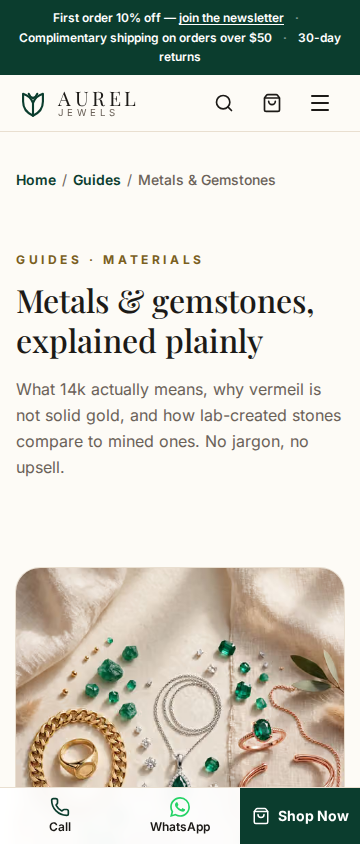 First order 10% off — join the newsletter ·
Complimentary shipping on orders over $50 · 30-day
returns
AUREL
JEWELS
Home / Guides / Metals & Gemstones
GUIDES · MATERIALS
Metals & gemstones,
explained plainly
What 14k actually means, why vermeil is
not solid gold, and how lab-created stones
compare to mined ones. No jargon, no
upsell.
Call
WhatsApp
Shop Now